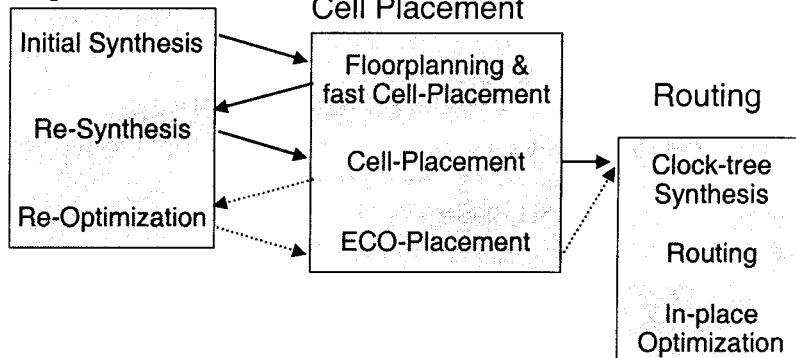 Cell Placement
Initial Synthesis
Re-Synthesis
Re-Optimization
Floorplanning &
fast Cell-Placement
Cell-Placement
ECO-Placement
Routing
Clock-tree
Synthesis
Routing
In-place
Optimization